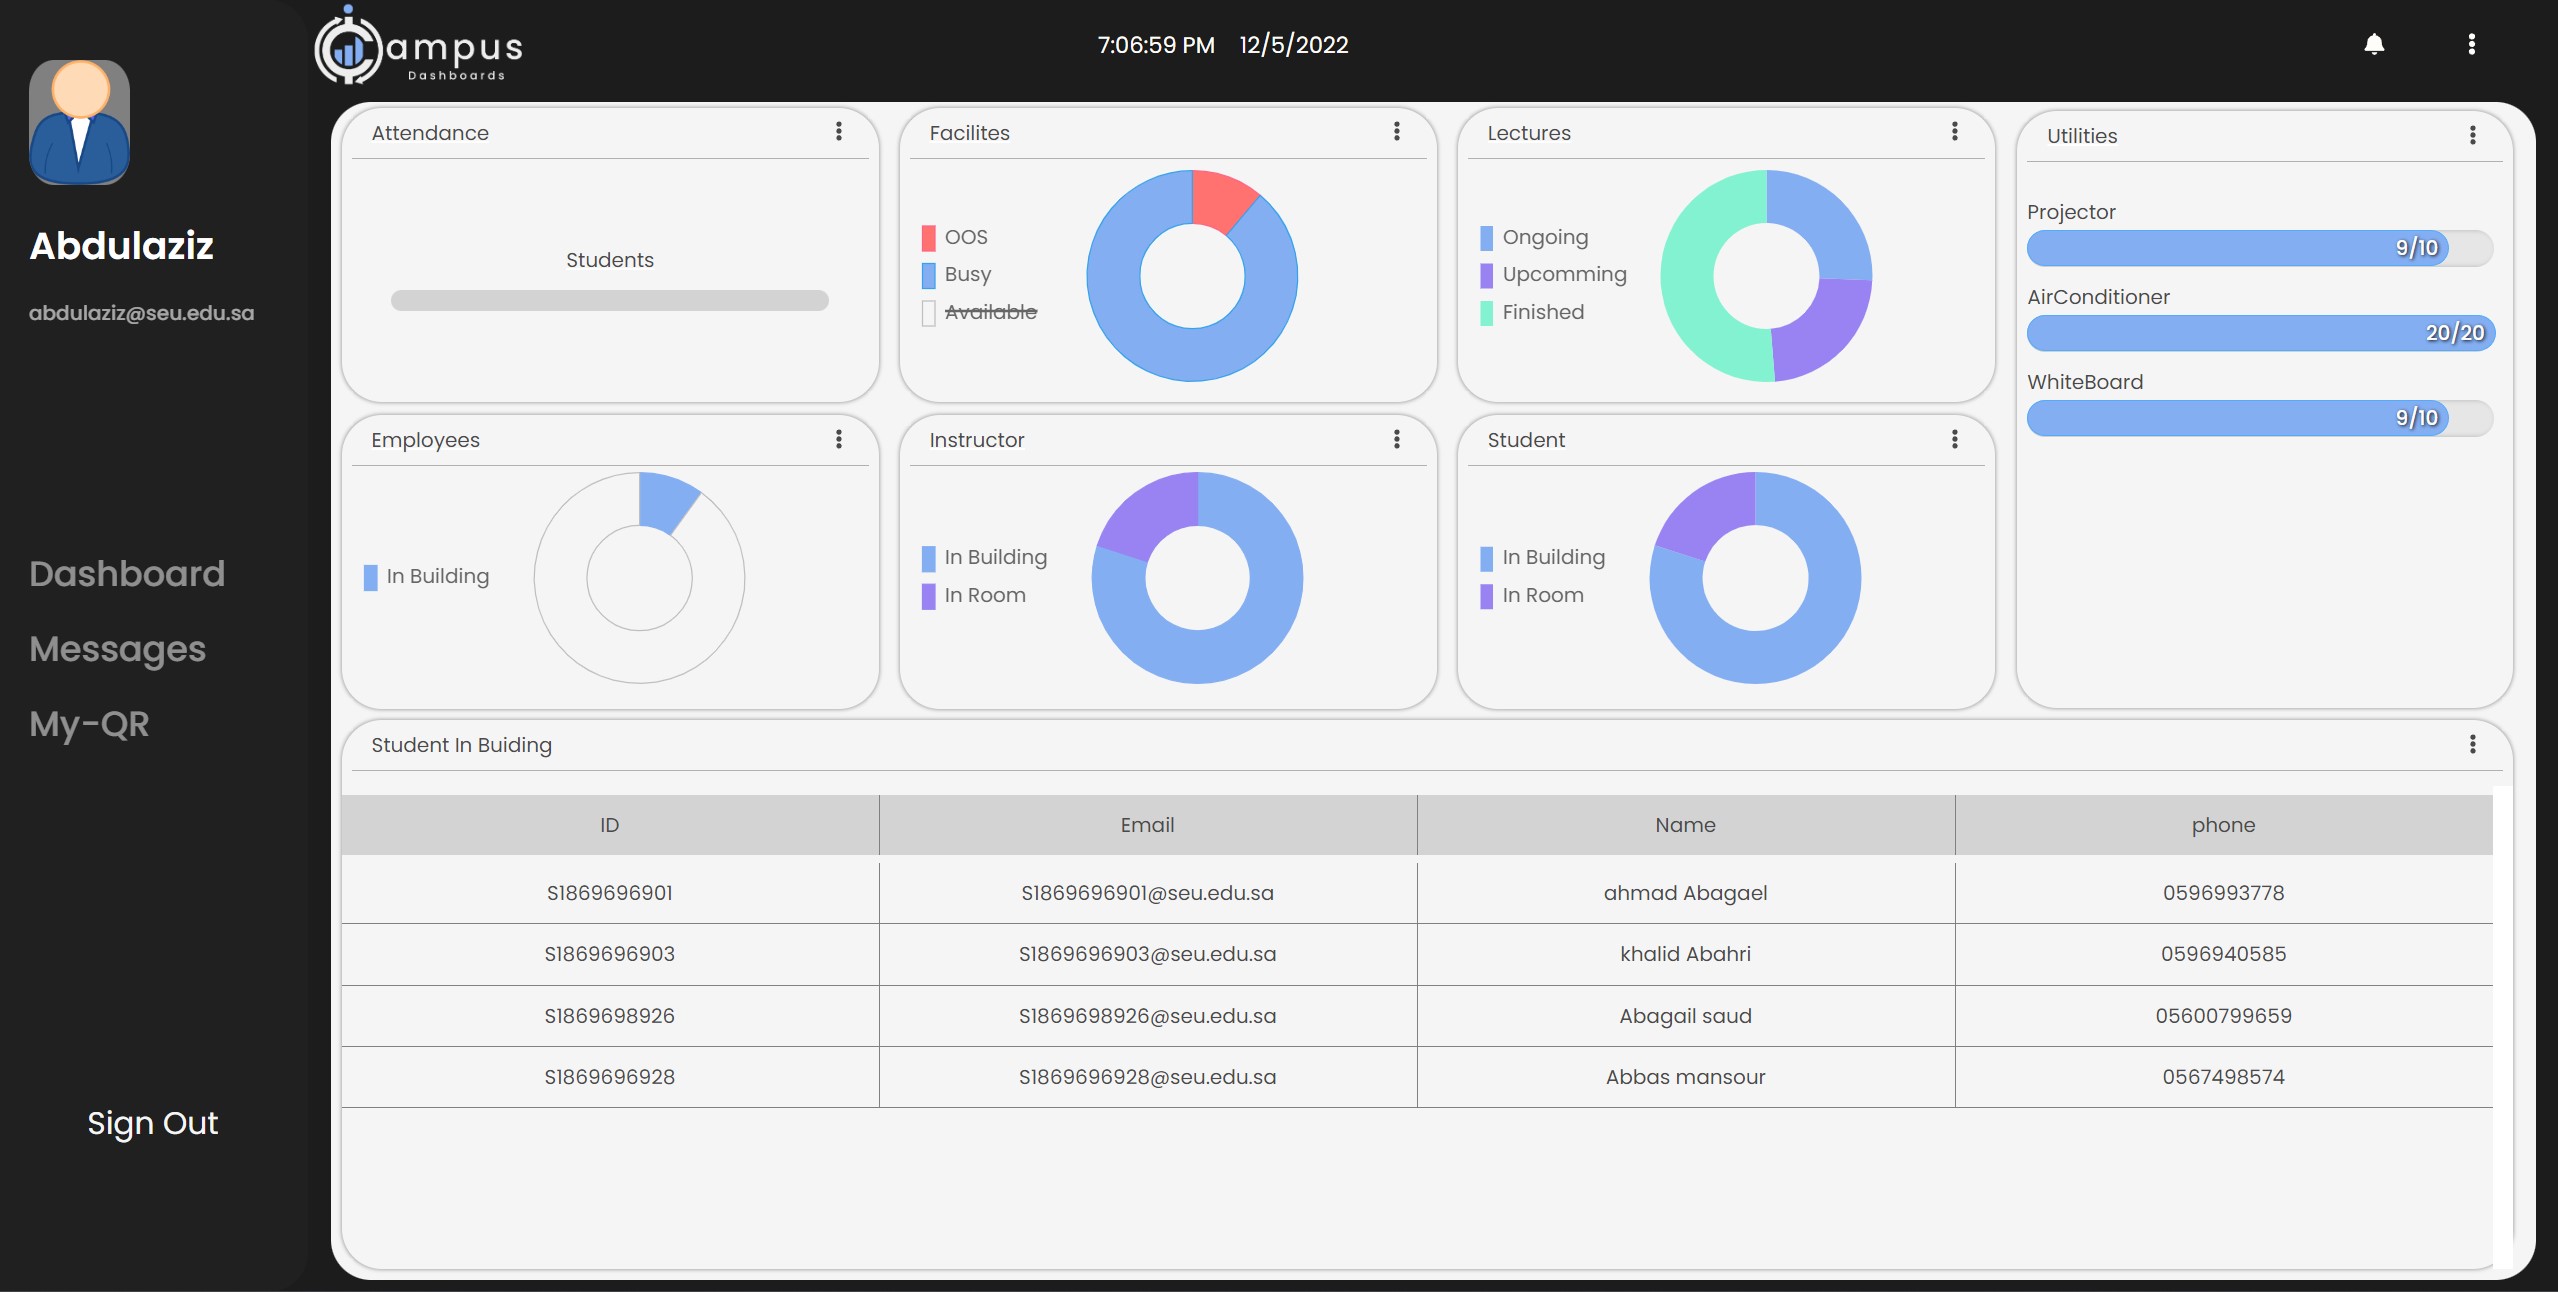 Campus
Dashboards
7:06:59 PM 12/5/2022
Abdulaziz
abdulaziz@seu.edu.sa
Dashboard
Messages
My-QR
Sign Out
Attendance
Students
Facilites
OOS
Busy
Available
Lectures
Ongoing
Upcomming
Finished
Utilities
Projector
9/10
AirConditioner
20/20
WhiteBoard
9/10
Employees
In Building
Instructor
In Building
In Room
Student
In Building
In Room
Student In Buiding
ID Email Name phone
S1869696901 S1869696901@seu.edu.sa ahmad Abagael 0596993778
S1869696903 S1869696903@seu.edu.sa khalid Abahri 0596940585
S1869698926 S1869698926@seu.edu.sa Abagail saud 05600799659
S1869696928 S1869696928@seu.edu.sa Abbas mansour 0567498574